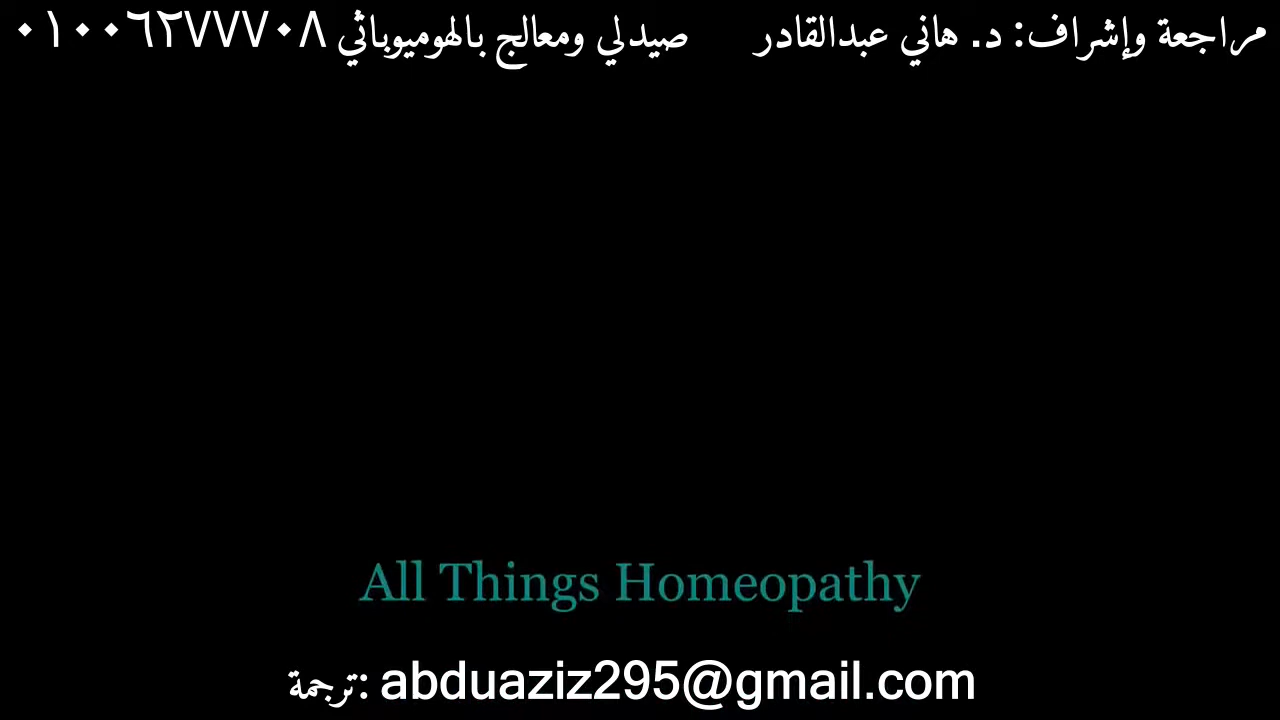 مراجعة وإشراف: د. هاني عبدالقادر صيدلي ومعالج بالهوميوباثي ٠١٠٠٦٢٧٧٧٠٨
All Things Homeopathy
ترجمة: abduaziz295@gmail.com